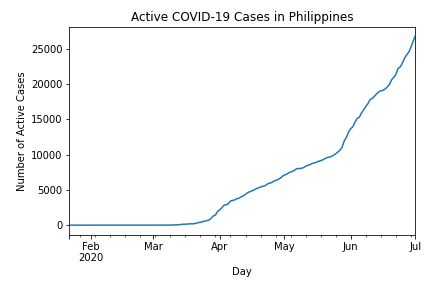 Active COVID-19 Cases in Philippines
Number of Active Cases
25000
20000
15000
10000
5000
0
Feb
2020
Mar
Apr
May
Jun
Jul
Day